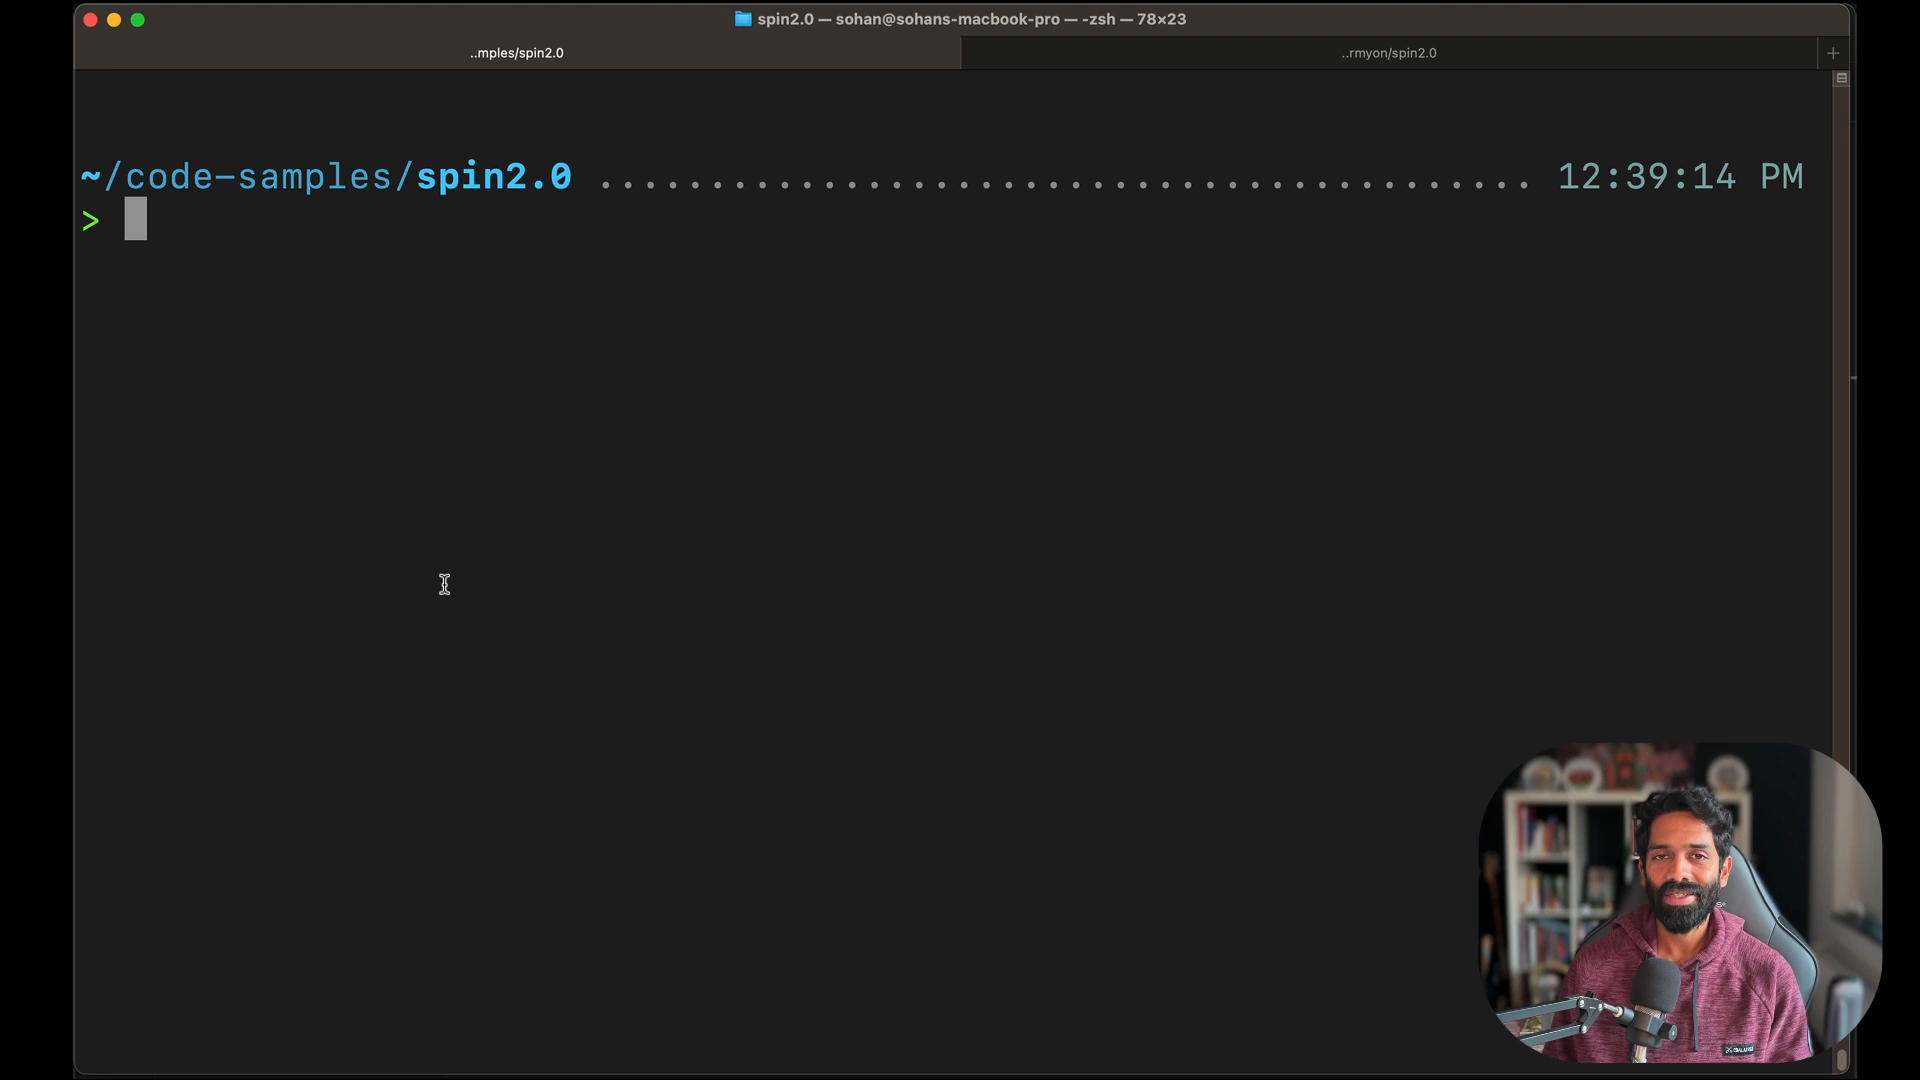 spin2.0 — sohan@sohans-macbook-pro — -zsh — 78×23
..mples/spin2.0
..rmyon/spin2.0
~/code-samples/spin2.0 ........................................... 12:39:14 PM
>